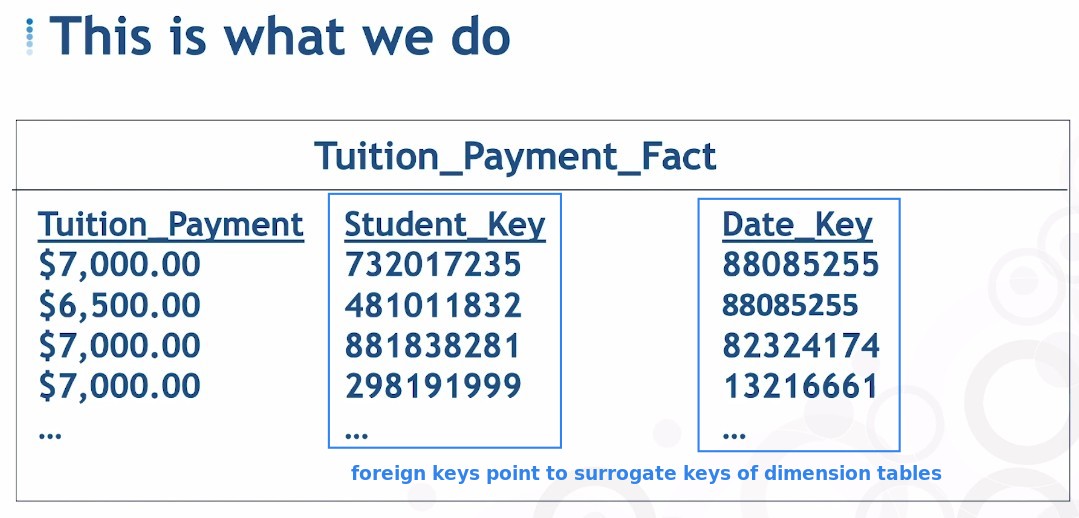 This is what we do
Tuition_Payment_Fact
Tuition_Payment Student_Key Date_Key
$7,000.00 732017235 88085255
$6,500.00 481011832 88085255
$7,000.00 881838281 82324174
$7,000.00 298191999 13216661
... ... ...
foreign keys point to surrogate keys of dimension tables